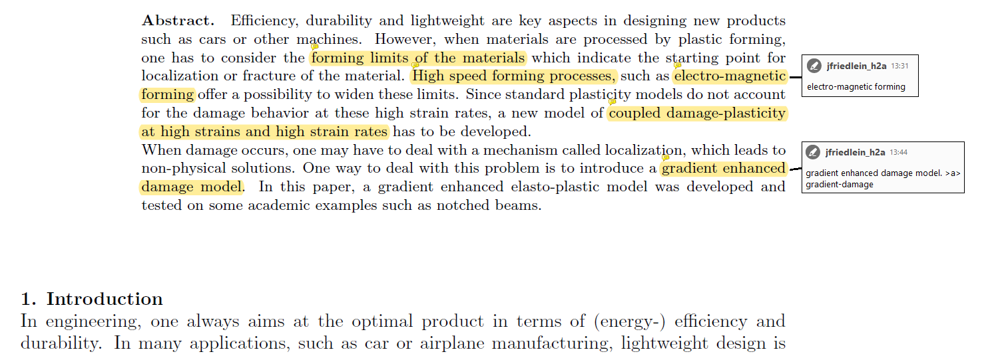 Abstract. Efficiency, durability and lightweight are key aspects in designing new products
such as cars or other machines. However, when materials are processed by plastic forming,
one has to consider the forming limits of the materials which indicate the starting point for
localization or fracture of the material. High speed forming processes, such as electro-magnetic
forming offer a possibility to widen these limits. Since standard plasticity models do not account
for the damage behavior at these high strain rates, a new model of coupled damage-plasticity
at high strains and high strain rates has to be developed.
When damage occurs, one may have to deal with a mechanism called localization, which leads to
non-physical solutions. One way to deal with this problem is to introduce a gradient enhanced
damage model. In this paper, a gradient enhanced elasto-plastic model was developed and
tested on some academic examples such as notched beams.
jfriedlein_h2a 13:31
electro-magnetic forming
jfriedlein_h2a 13:44
gradient enhanced damage model. >a>
gradient-damage
1. Introduction
In engineering, one always aims at the optimal product in terms of (energy-) efficiency and
durability. In many applications, such as car or airplane manufacturing, lightweight design is